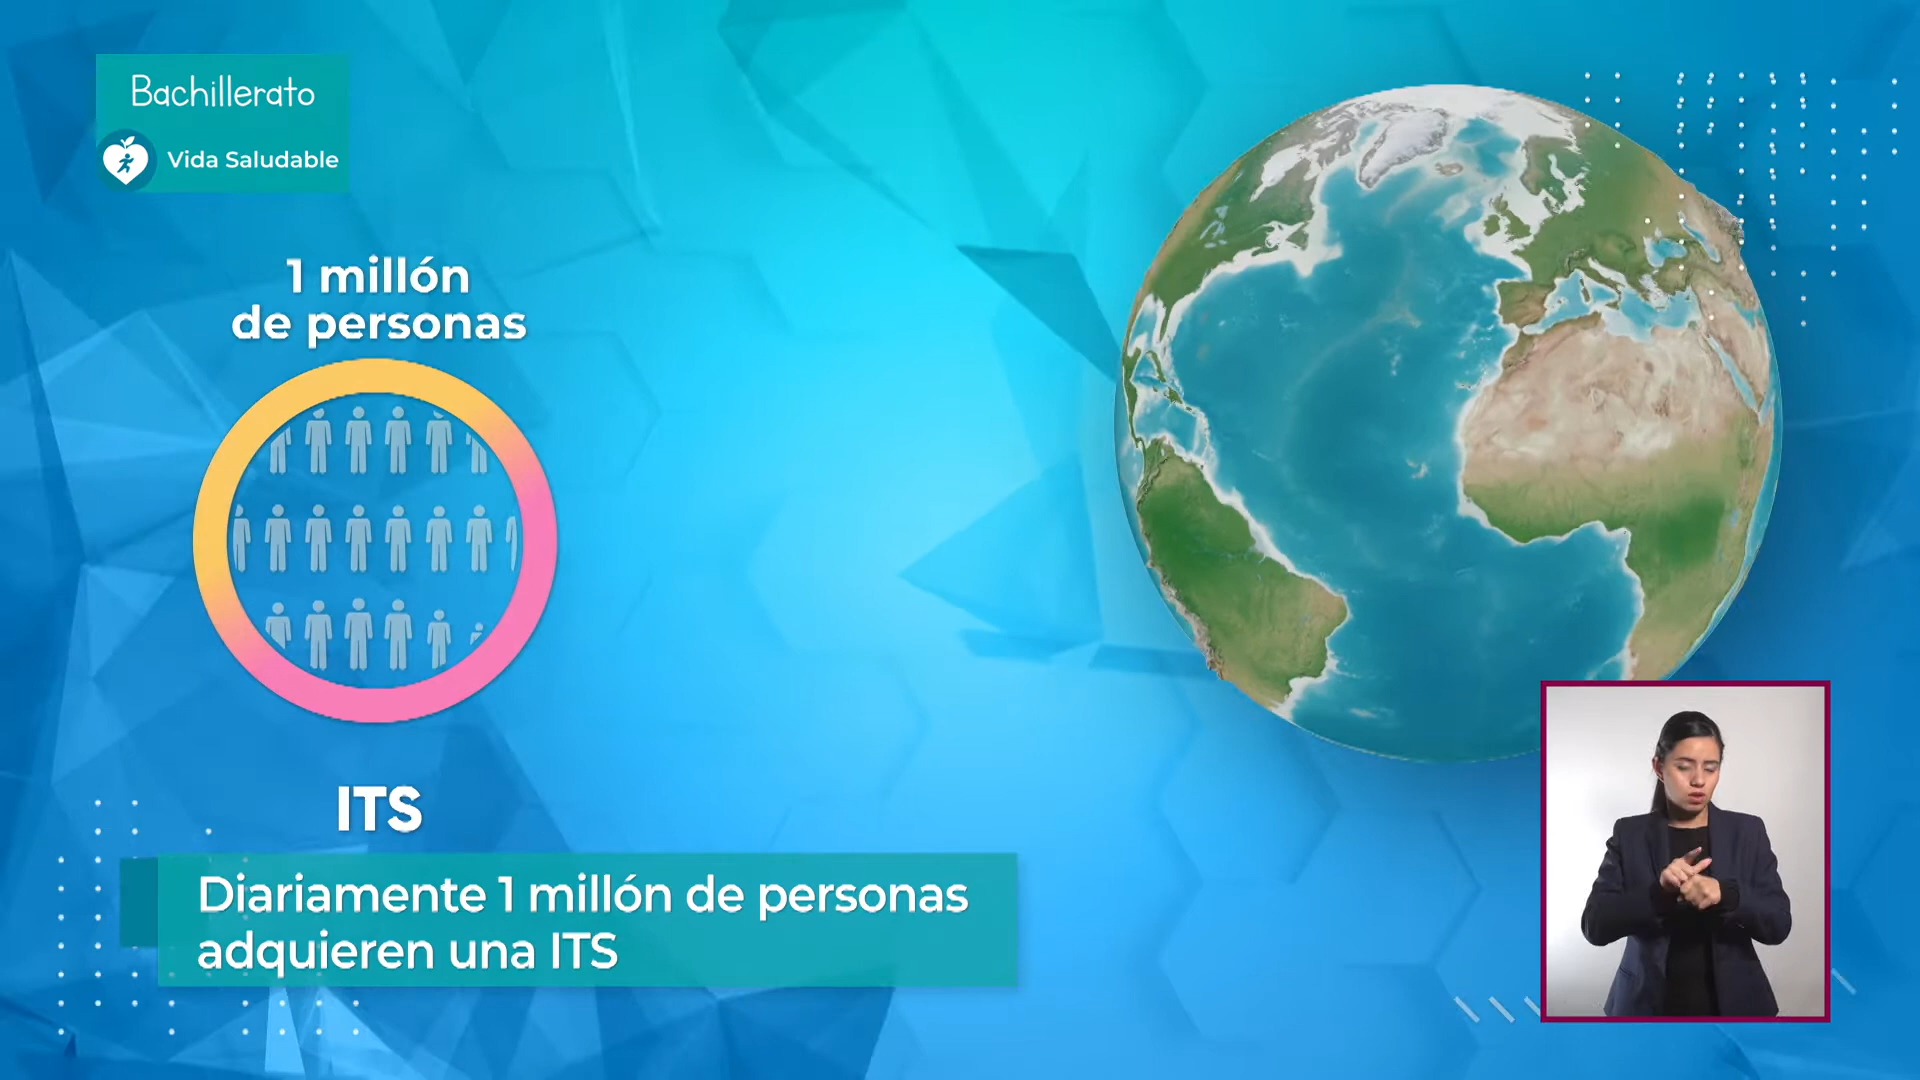 Bachillerato
Vida Saludable
1 millón
de personas
ITS
Diariamente 1 millón de personas
adquieren una ITS